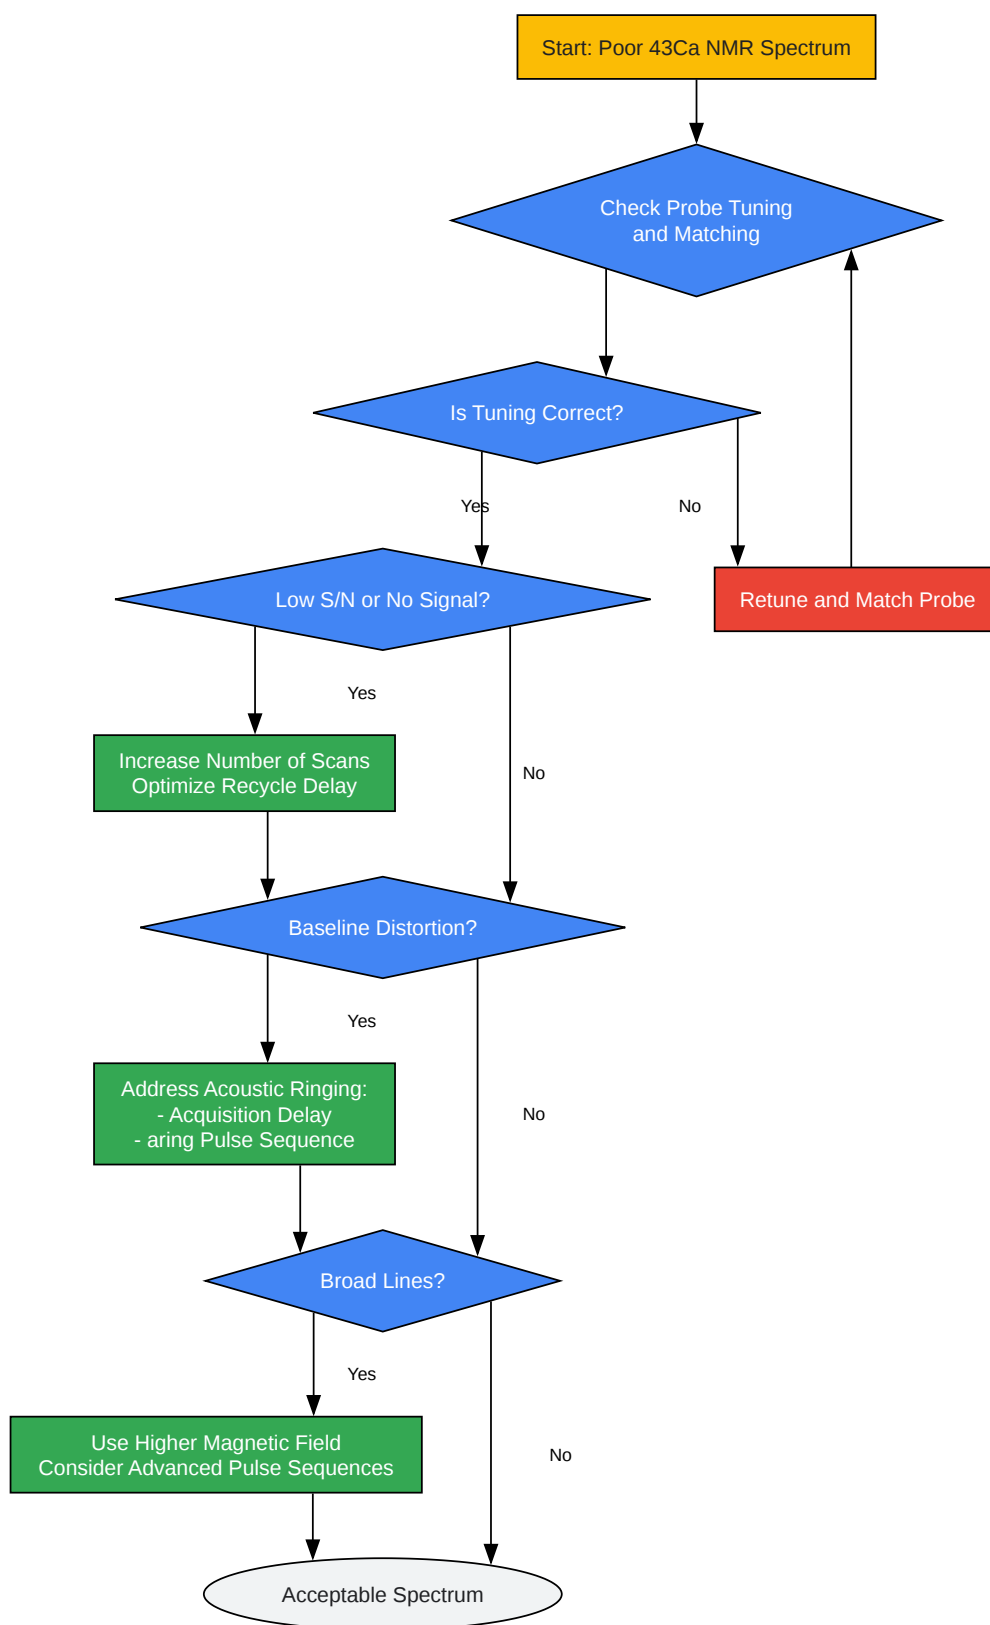 Start: Poor 43Ca NMR Spectrum
Check Probe Tuning
and Matching
Is Tuning Correct?
Yes
No
Low S/N or No Signal?
Retune and Match Probe
Yes
Increase Number of Scans
Optimize Recycle Delay
No
Baseline Distortion?
Yes
Address Acoustic Ringing:
- Acquisition Delay
- aring Pulse Sequence
No
Broad Lines?
Yes
Use Higher Magnetic Field
Consider Advanced Pulse Sequences
No
Acceptable Spectrum